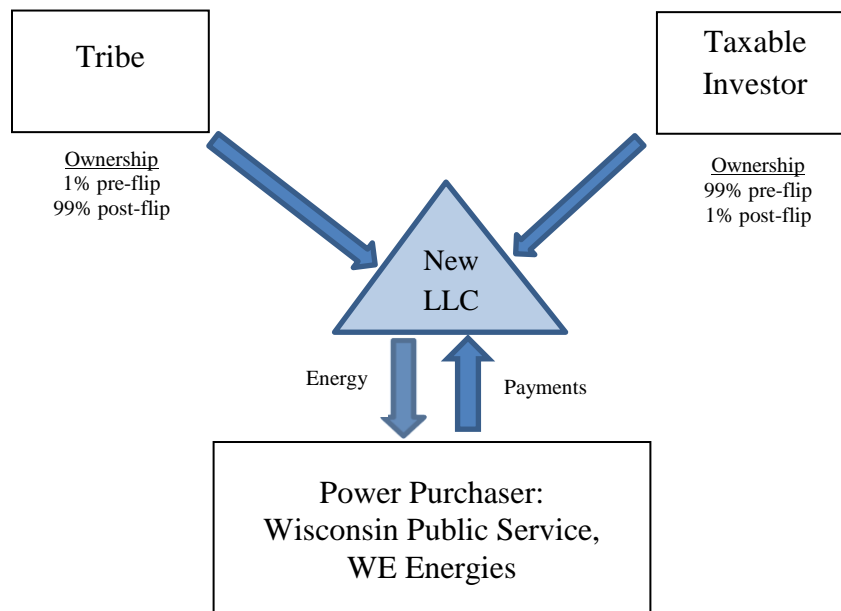 Tribe
Taxable
Investor
Ownership
1% pre-flip
99% post-flip
Ownership
99% pre-flip
1% post-flip
New
LLC
Energy
Payments
Power Purchaser:
Wisconsin Public Service,
WE Energies